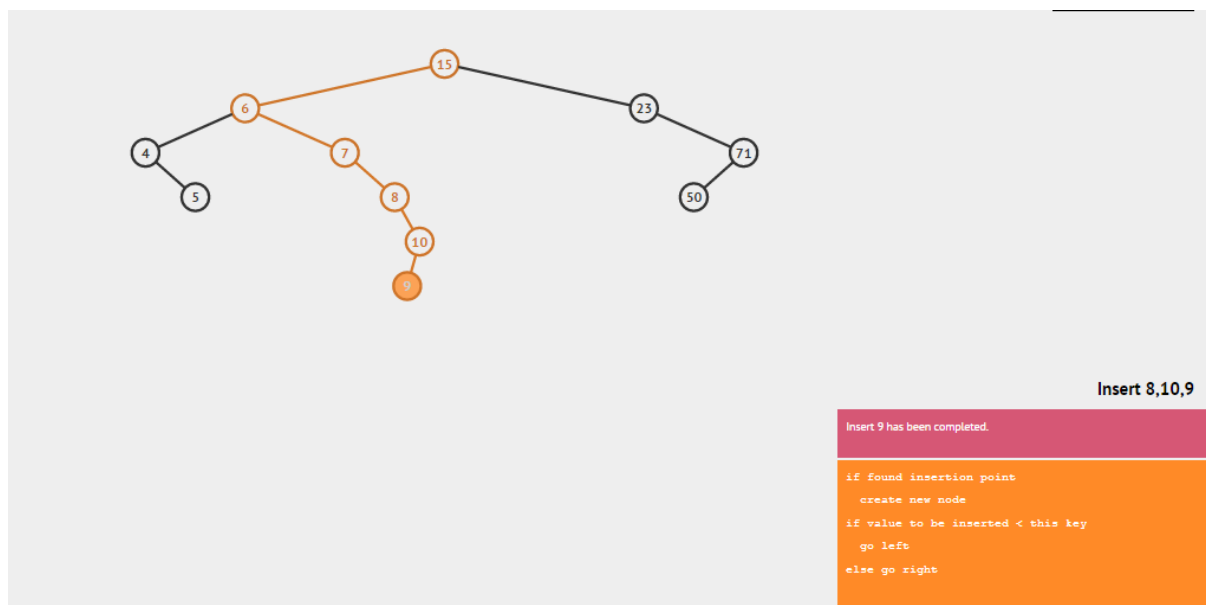 15
6
23
4
7
71
5
8
50
10
9
Insert 8,10,9
Insert 9 has been completed.
if found insertion point
create new node
if value to be inserted < this key
go left
else go right